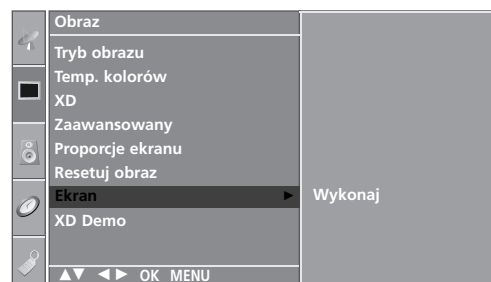 Obraz
Tryb obrazu
Temp. kolorów
XD
Zaawansowany
Proporcje ekranu
Resetuj obraz
Ekran ► Wykonaj
XD Demo
▲▼ ◄► OK MENU